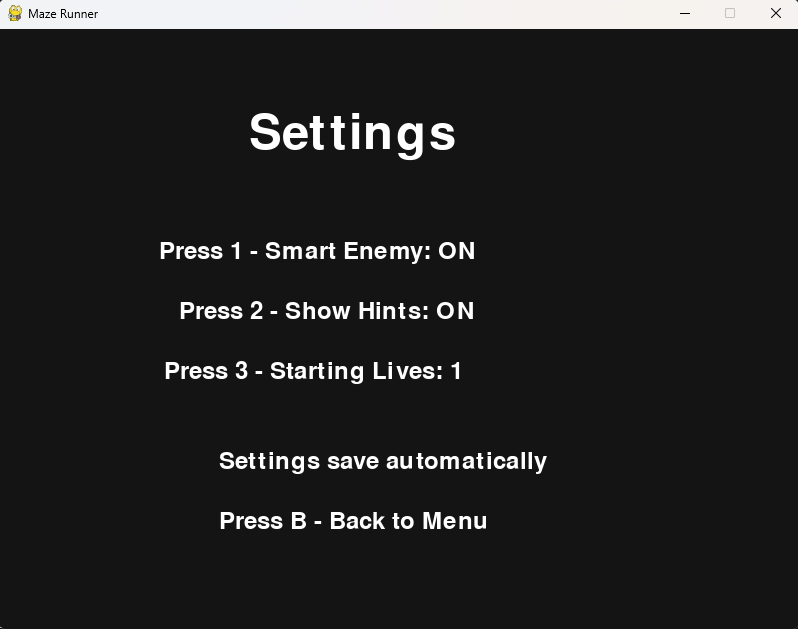 Maze Runner
Settings
Press 1 - Smart Enemy: ON
Press 2 - Show Hints: ON
Press 3 - Starting Lives: 1
Settings save automatically
Press B - Back to Menu